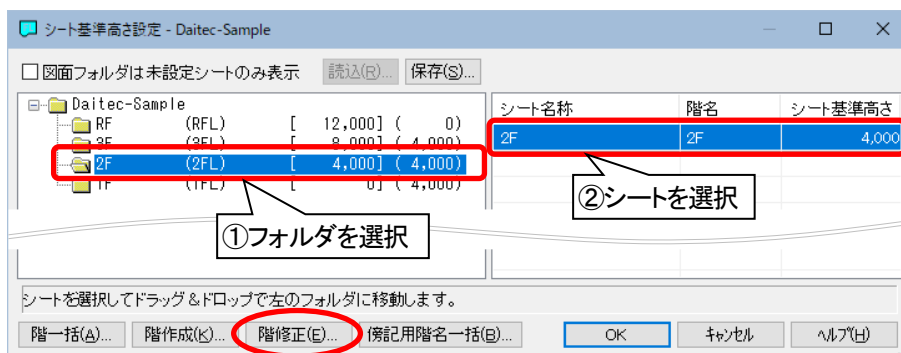 シート基準高さ設定 - Daitec-Sample
図面フォルダは未設定シートのみ表示 読込(R)... 保存(S)...
Daitec-Sample
RF (RFL) [ 12,000] ( 0)
3F (3FL) [ 8,000] ( 4,000)
2F (2FL) [ 4,000] ( 4,000)
1F (1FL) [ 0] ( 4,000)
シート名称 階名 シート基準高さ
2F 2F 4,000
②シートを選択
①フォルダを選択
シートを選択してドラッグ&ドロップで左のフォルダに移動します。
階一括(A)... 階作成(K)... 階修正(E)... 傍記用階名一括(B)... OK キャンセル ヘルプ(H)